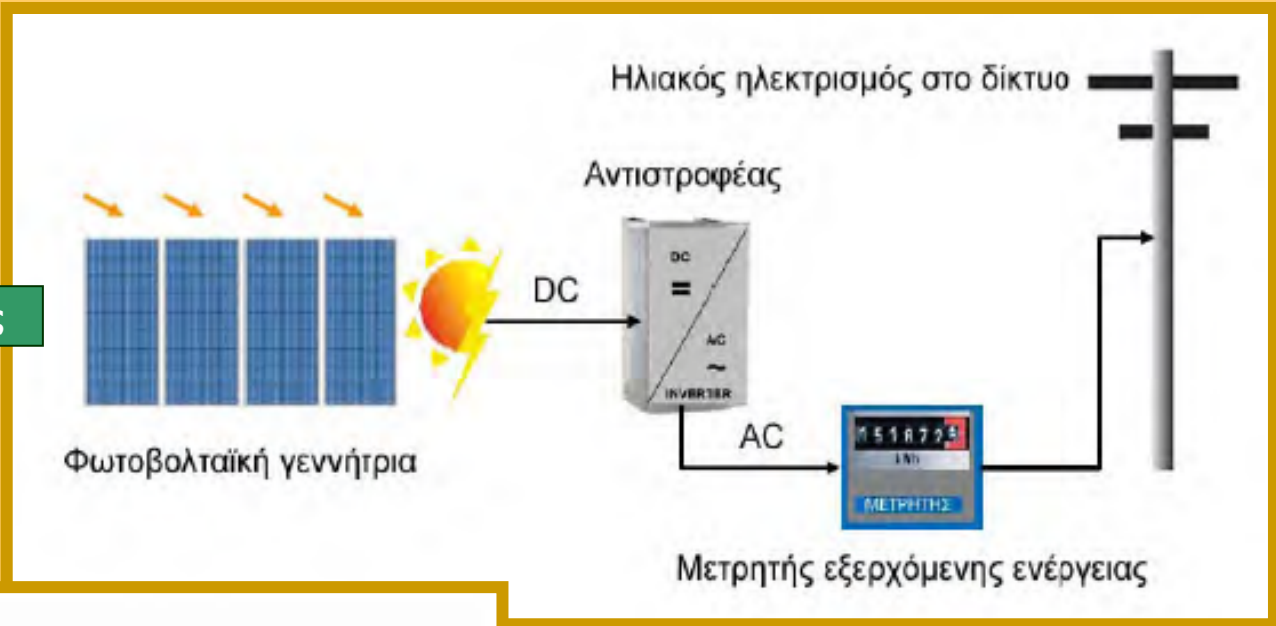 Ηλιακός ηλεκτρισμός στο δίκτυο
Αντιστροφέας
DC
=
AC
~
INVERTER
DC
ς
AC
kWh
ΜΕΤΡΗΤΗΣ
Φωτοβολταϊκή γεννήτρια
Μετρητής εξερχόμενης ενέργειας